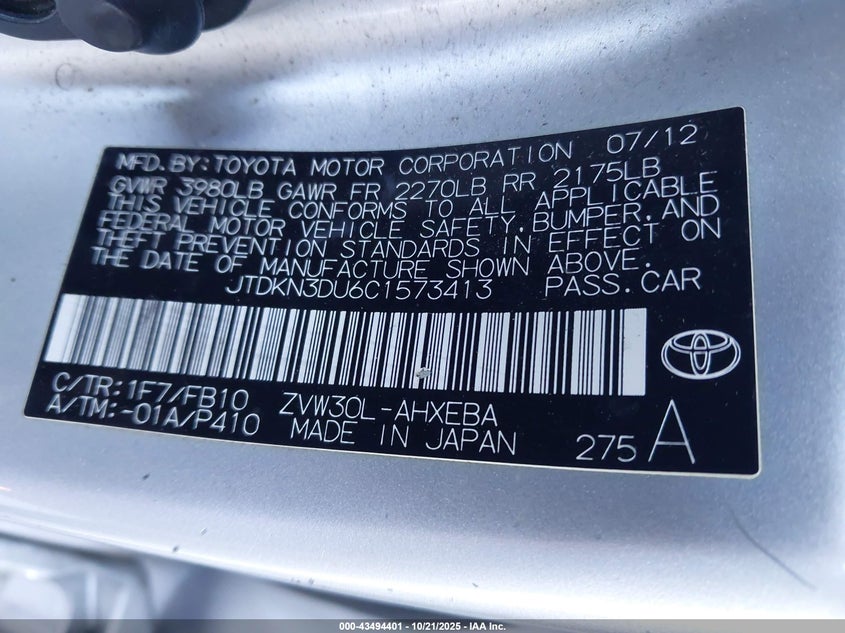 MFD. BY: TOYOTA MOTOR CORPORATION 07/12
GVWR 3980LB GAWR FR 2270LB RR 2175LB
THIS VEHICLE CONFORMS TO ALL APPLICABLE
FEDERAL MOTOR VEHICLE SAFETY, BUMPER, AND
THEFT PREVENTION STANDARDS IN EFFECT ON
THE DATE OF MANUFACTURE SHOWN ABOVE.
JTDKN3DU6C1573413 PASS. CAR
C/TR: 1F7/FB10 ZVW30L-AHXEBA
A/TM: -01A/P410 MADE IN JAPAN 275 A
000-43494401 - 10/21/2025 - IAA Inc.